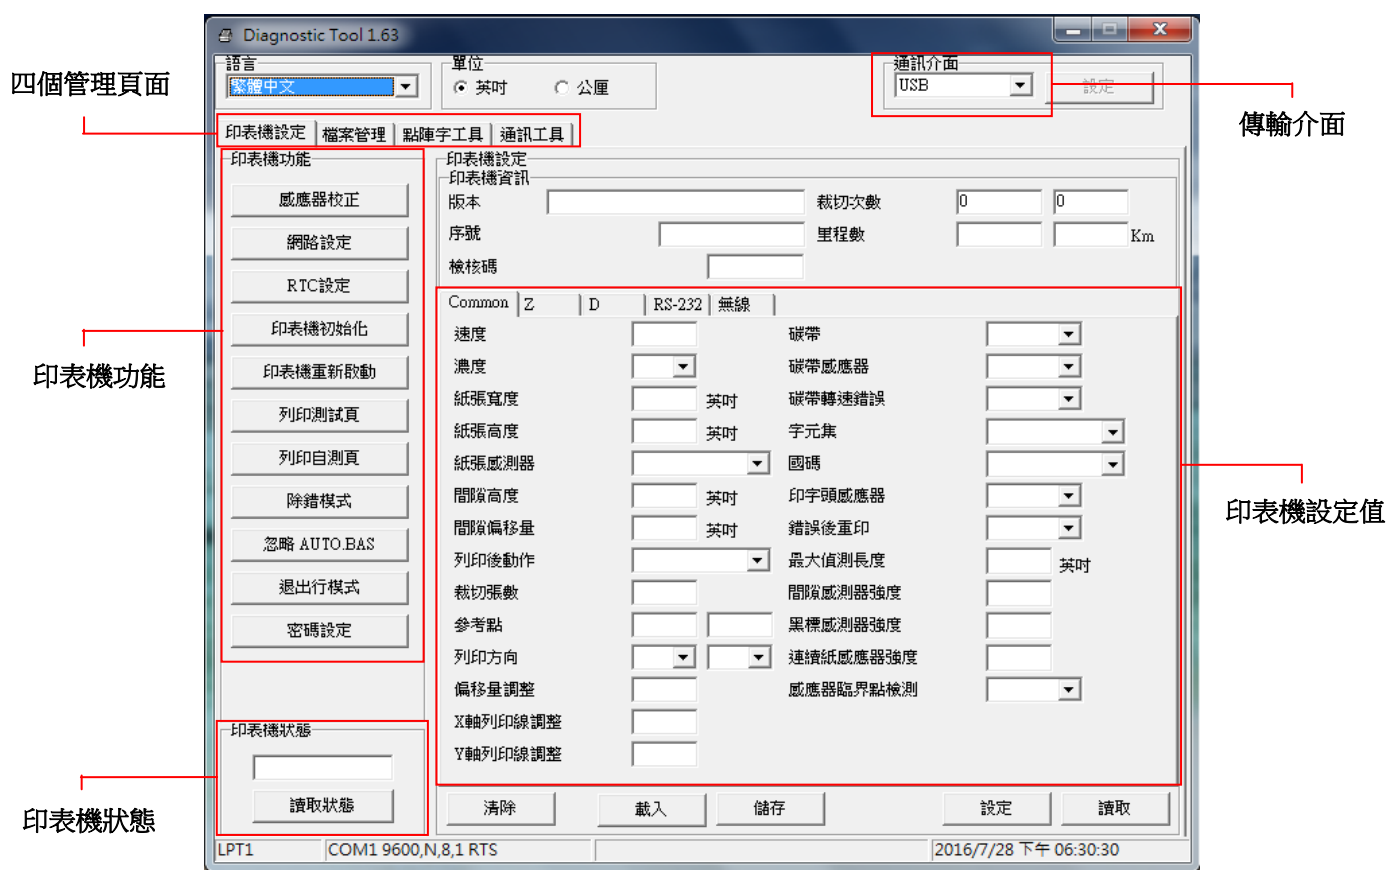 Diagnostic Tool 1.63
語言
繁體中文
單位
英吋 公厘
通訊介面
USB 設定
四個管理頁面
傳輸介面
印表機設定 檔案管理 點陣字工具 通訊工具
印表機功能
感應器校正
網路設定
RTC設定
印表機初始化
印表機重新啟動
列印測試頁
列印自測頁
除錯模式
忽略 AUTO.BAS
退出行模式
密碼設定
印表機功能
印表機狀態
讀取狀態
印表機狀態
印表機設定
印表機資訊
版本 裁切次數 0 0
序號 里程數 Km
檢核碼
Common Z D RS-232 無線
速度 碳帶
濃度 碳帶感應器
紙張寬度 英吋 碳帶轉速錯誤
紙張高度 英吋 字元集
紙張感測器 國碼
間隙高度 英吋 印字頭感應器
間隙偏移量 英吋 錯誤後重印
列印後動作 最大偵測長度 英吋
裁切張數 間隙感測器強度
參考點 黑標感測器強度
列印方向 連續紙感應器強度
偏移量調整 感應器臨界點檢測
X軸列印線調整
Y軸列印線調整
印表機設定值
清除 載入 儲存 設定 讀取
LPT1 COM1 9600,N,8,1 RTS 2016/7/28 下午 06:30:30